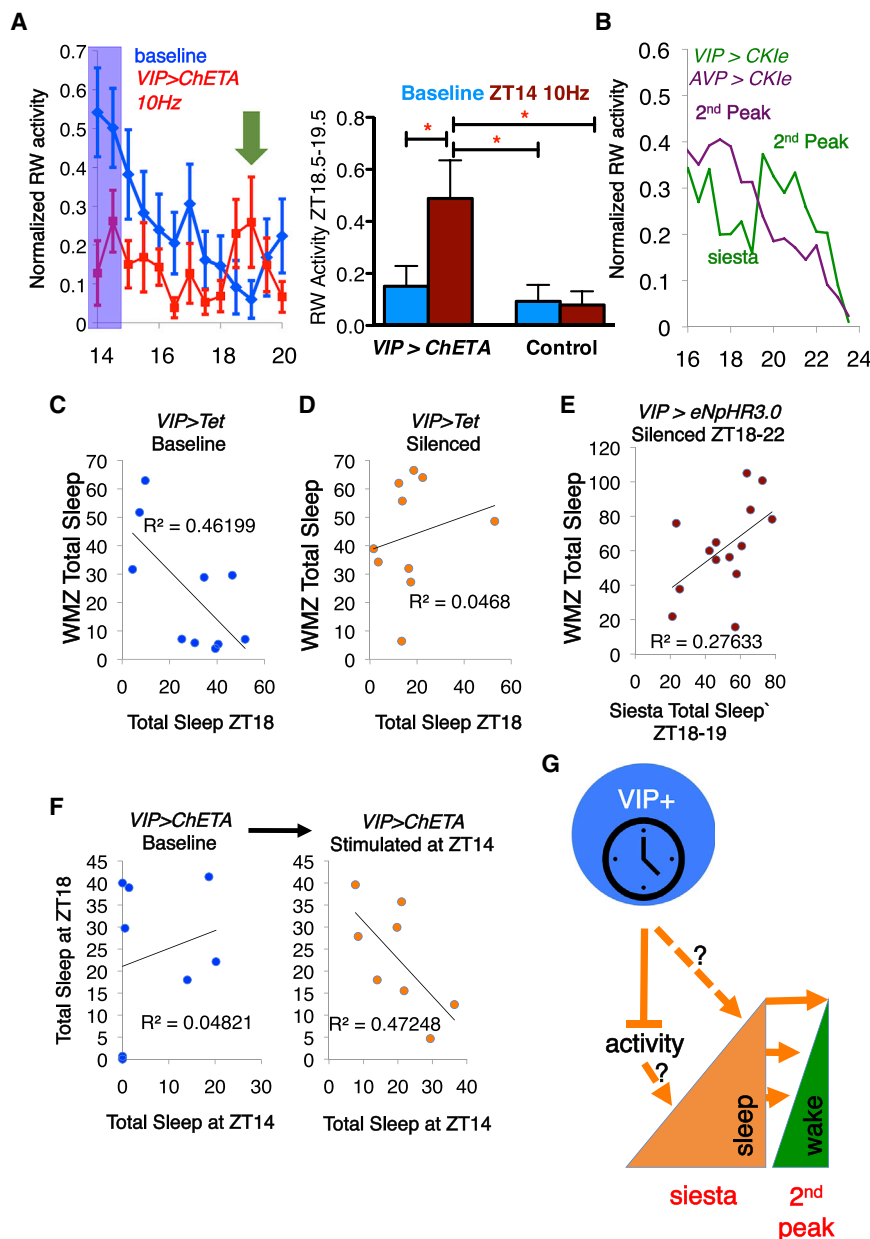 A
0.7
0.6
0.5
0.4
0.3
0.2
0.1
0
Normalized RW activity
baseline
VIP>ChETA
10Hz
14 16 18 20
Baseline ZT14 10Hz
RW Activity ZT18.5-19.5
0.8
0.6
0.4
0.2
0.0
*
*
*
VIP > ChETA Control
B
0.6
0.5
0.4
0.3
0.2
0.1
0
Normalized RW activity
VIP > CKIe
AVP > CKIe
2nd Peak
2nd Peak
siesta
16 18 20 22 24
C
VIP>Tet
Baseline
WMZ Total Sleep
70
60
50
40
30
20
10
0
R² = 0.46199
0 20 40 60
Total Sleep ZT18
D
VIP>Tet
Silenced
WMZ Total Sleep
70
60
50
40
30
20
10
0
R² = 0.0468
0 20 40 60
Total Sleep ZT18
E
VIP > eNpHR3.0
Silenced ZT18-22
WMZ Total Sleep
120
100
80
60
40
20
0
R² = 0.27633
0 20 40 60 80
Siesta Total Sleep`
ZT18-19
F
VIP>ChETA
Baseline
Total Sleep at ZT18
45
40
35
30
25
20
15
10
5
0
R² = 0.04821
0 10 20 30
Total Sleep at ZT14
VIP>ChETA
Stimulated at ZT14
45
40
35
30
25
20
15
10
5
0
R² = 0.47248
0 10 20 30 40
Total Sleep at ZT14
G
VIP+
?
activity
?
sleep
wake
siesta
2nd
peak